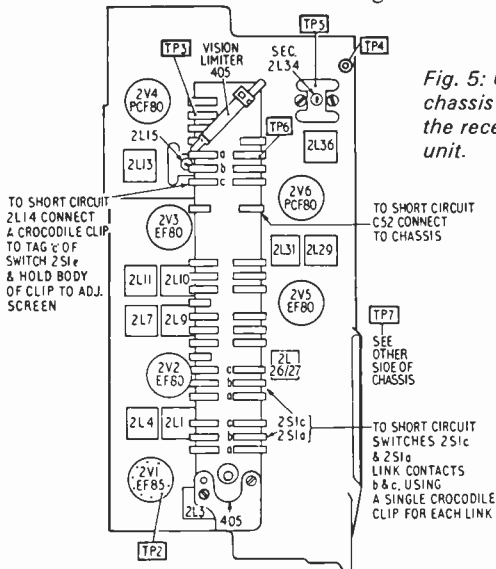 TP5
TP3
VISION
LIMITER
405
SEC.
2L34
TP4
Fig. 5:
chassis
the rece
unit.
2V4
PCF80
2L15
TP6
2L36
2L13
a
b
c
2V6
PCF80
TO SHORT CIRCUIT
2L14 CONNECT
A CROCODILE CLIP
TO TAG 'c' OF
SWITCH 2S1e
& HOLD BODY
OF CLIP TO ADJ.
SCREEN
2V3
EF80
TO SHORT CIRCUIT
C52 CONNECT
TO CHASSIS
2L31
2L29
2L11
2L10
2V5
EF80
2L7
2L9
TP7
SEE
OTHER
SIDE OF
CHASSIS
2V2
EF80
2L
26/27
c
b
a
2L4
2L1
c
b
a
2S1c
2S1a
TO SHORT CIRCUIT
SWITCHES 2S1c
& 2S1a
LINK CONTACTS
b & c, USING
A SINGLE CROCODILE
CLIP FOR EACH LINK
2V1
EF85
2L3
405
TP2